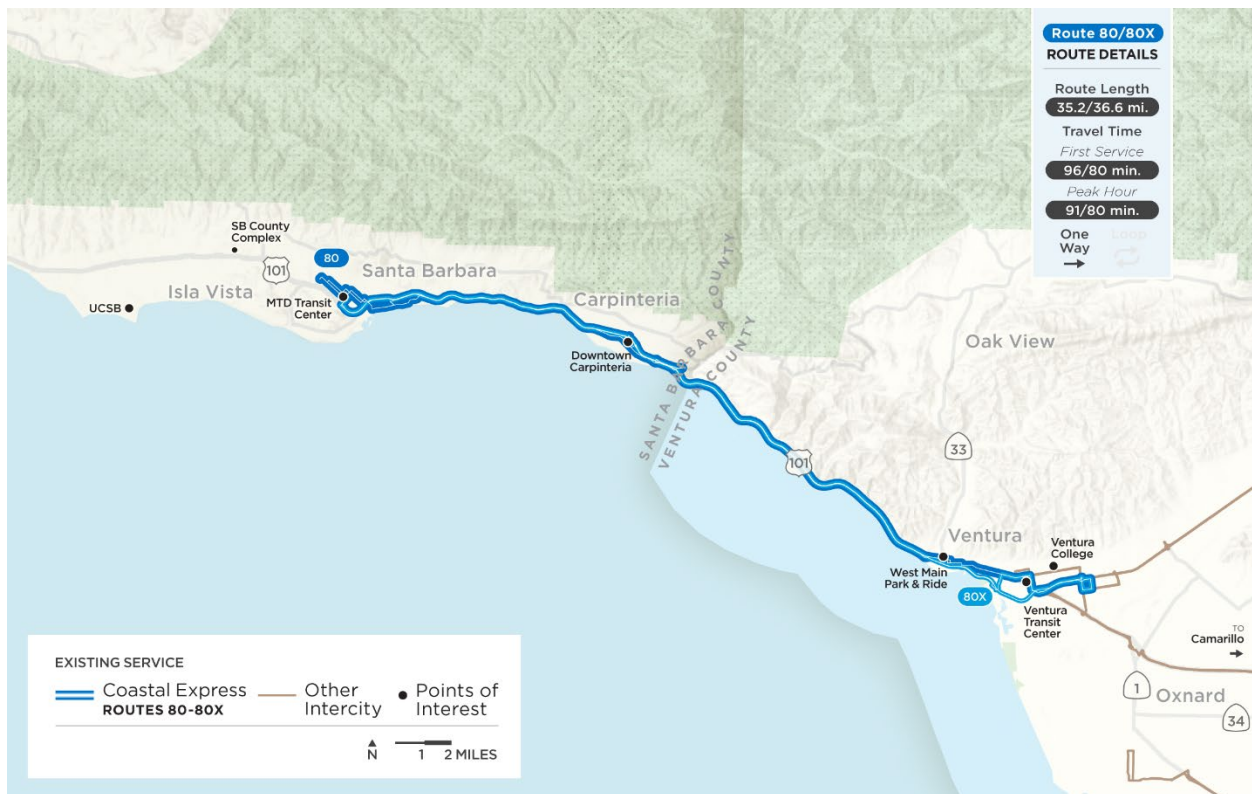 Route 80/80X
ROUTE DETAILS
Route Length
35.2/36.6 mi.
Travel Time
First Service
96/80 min.
Peak Hour
91/80 min.
One
Way
Loop
SB County
Complex
80
101
Santa Barbara
Isla Vista
MTD Transit
Center
UCSB
Carpinteria
Downtown
Carpinteria
SANTA BARBARA COUNTY
VENTURA COUNTY
Oak View
101
33
Ventura
Ventura
College
West Main
Park & Ride
80X
Ventura
Transit
Center
TO
Camarillo
1
Oxnard
34
EXISTING SERVICE
Coastal Express
ROUTES 80-80X
Other
Intercity
Points of
Interest
N
1 2 MILES